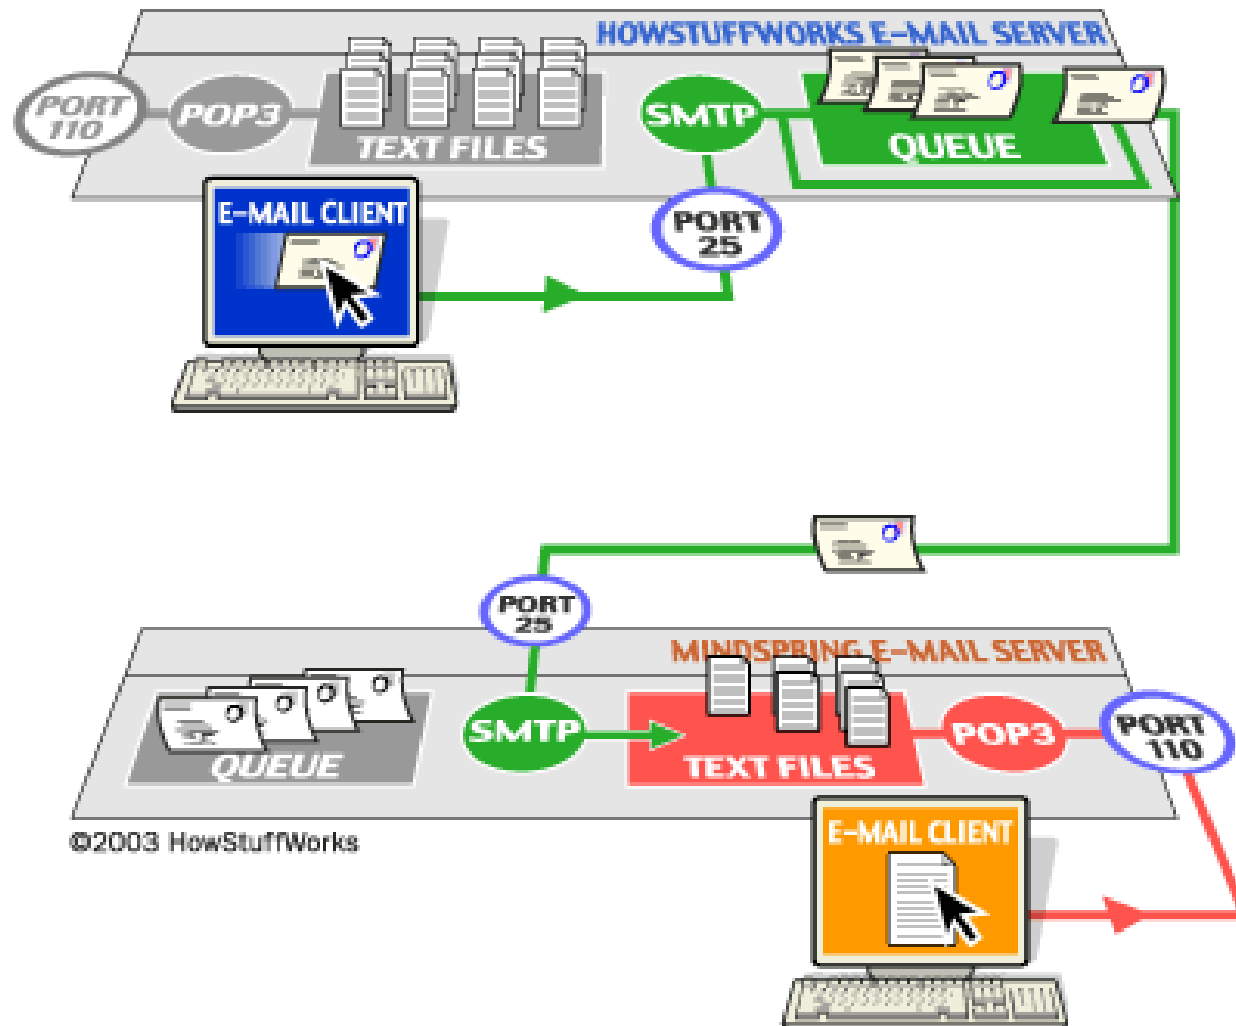 HOWSTUFFWORKS E-MAIL SERVER
PORT
110
POP3
TEXT FILES
SMTP
QUEUE
E-MAIL CLIENT
PORT
25
PORT
25
MINDSPRING E-MAIL SERVER
QUEUE
SMTP
TEXT FILES
POP3
PORT
110
©2003 HowStuffWorks
E-MAIL CLIENT